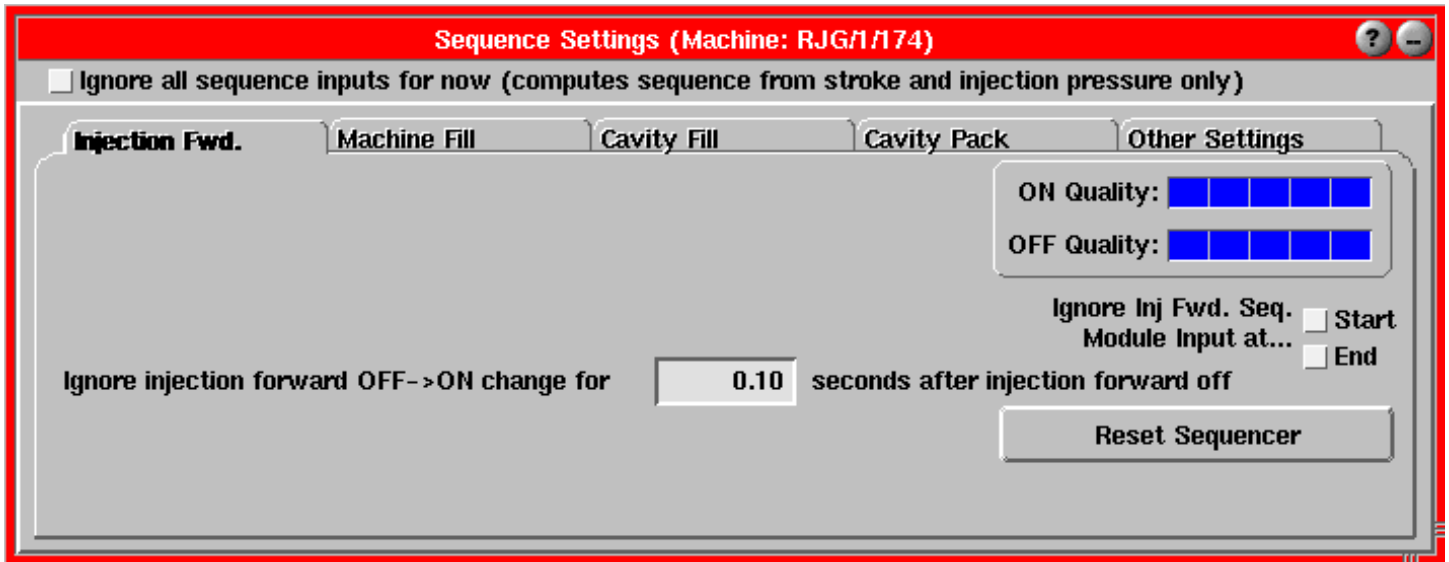 Sequence Settings (Machine: RJG/1/174)
?
Ignore all sequence inputs for now (computes sequence from stroke and injection pressure only)
Injection Fwd. Machine Fill Cavity Fill Cavity Pack Other Settings
ON Quality:
OFF Quality:
Ignore Inj Fwd. Seq.
Module Input at...
Start
End
Ignore injection forward OFF->ON change for 0.10 seconds after injection forward off
Reset Sequencer